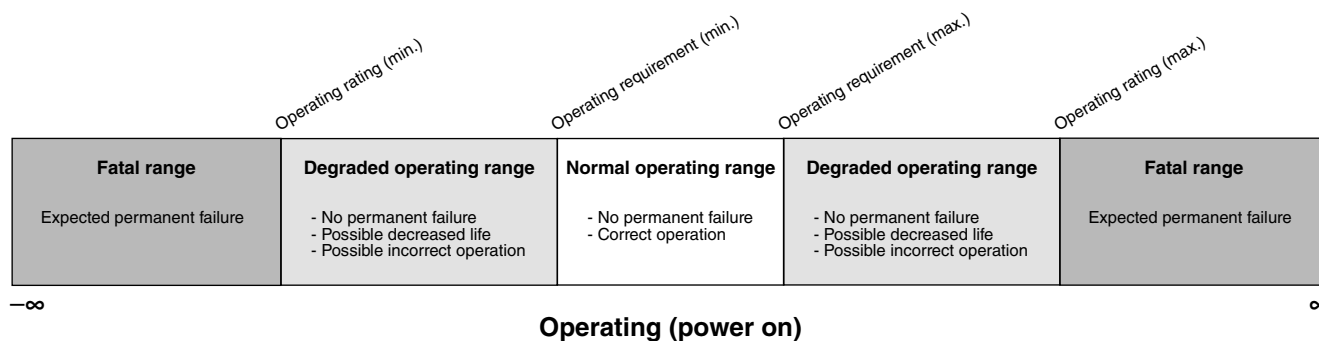 Operating rating (min.)
Operating requirement (min.)
Operating requirement (max.)
Operating rating (max.)
Fatal range
Degraded operating range
Normal operating range
Degraded operating range
Fatal range
Expected permanent failure
- No permanent failure
- Possible decreased life
- Possible incorrect operation
- No permanent failure
- Correct operation
- No permanent failure
- Possible decreased life
- Possible incorrect operation
Expected permanent failure
–∞
∞
Operating (power on)